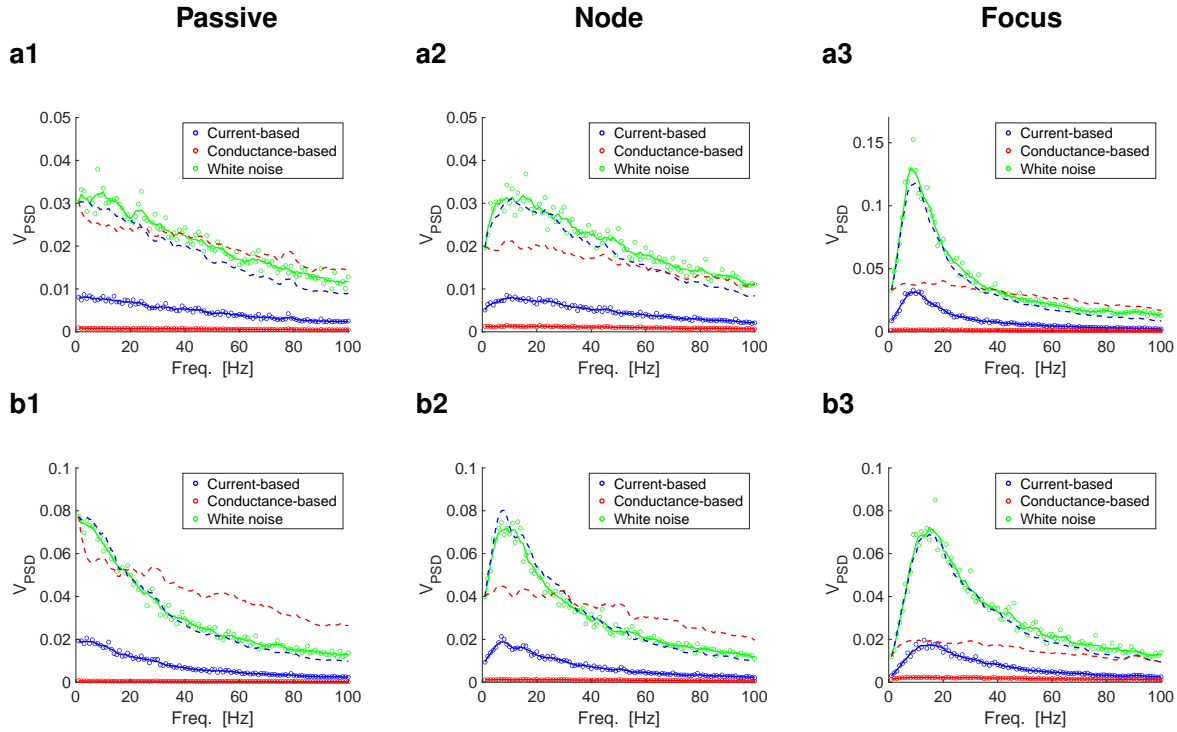 Passive Node Focus
a1 a2 a3
0.05
0.04
0.03
0.02
0.01
0
V_PSD
0 20 40 60 80 100
Freq. [Hz]
Current-based
Conductance-based
White noise
0.05
0.04
0.03
0.02
0.01
0
V_PSD
0 20 40 60 80 100
Freq. [Hz]
Current-based
Conductance-based
White noise
0.15
0.1
0.05
0
V_PSD
0 20 40 60 80 100
Freq. [Hz]
Current-based
Conductance-based
White noise
b1 b2 b3
0.1
0.08
0.06
0.04
0.02
0
V_PSD
0 20 40 60 80 100
Freq. [Hz]
Current-based
Conductance-based
White noise
0.1
0.08
0.06
0.04
0.02
0
V_PSD
0 20 40 60 80 100
Freq. [Hz]
Current-based
Conductance-based
White noise
0.1
0.08
0.06
0.04
0.02
0
V_PSD
0 20 40 60 80 100
Freq. [Hz]
Current-based
Conductance-based
White noise